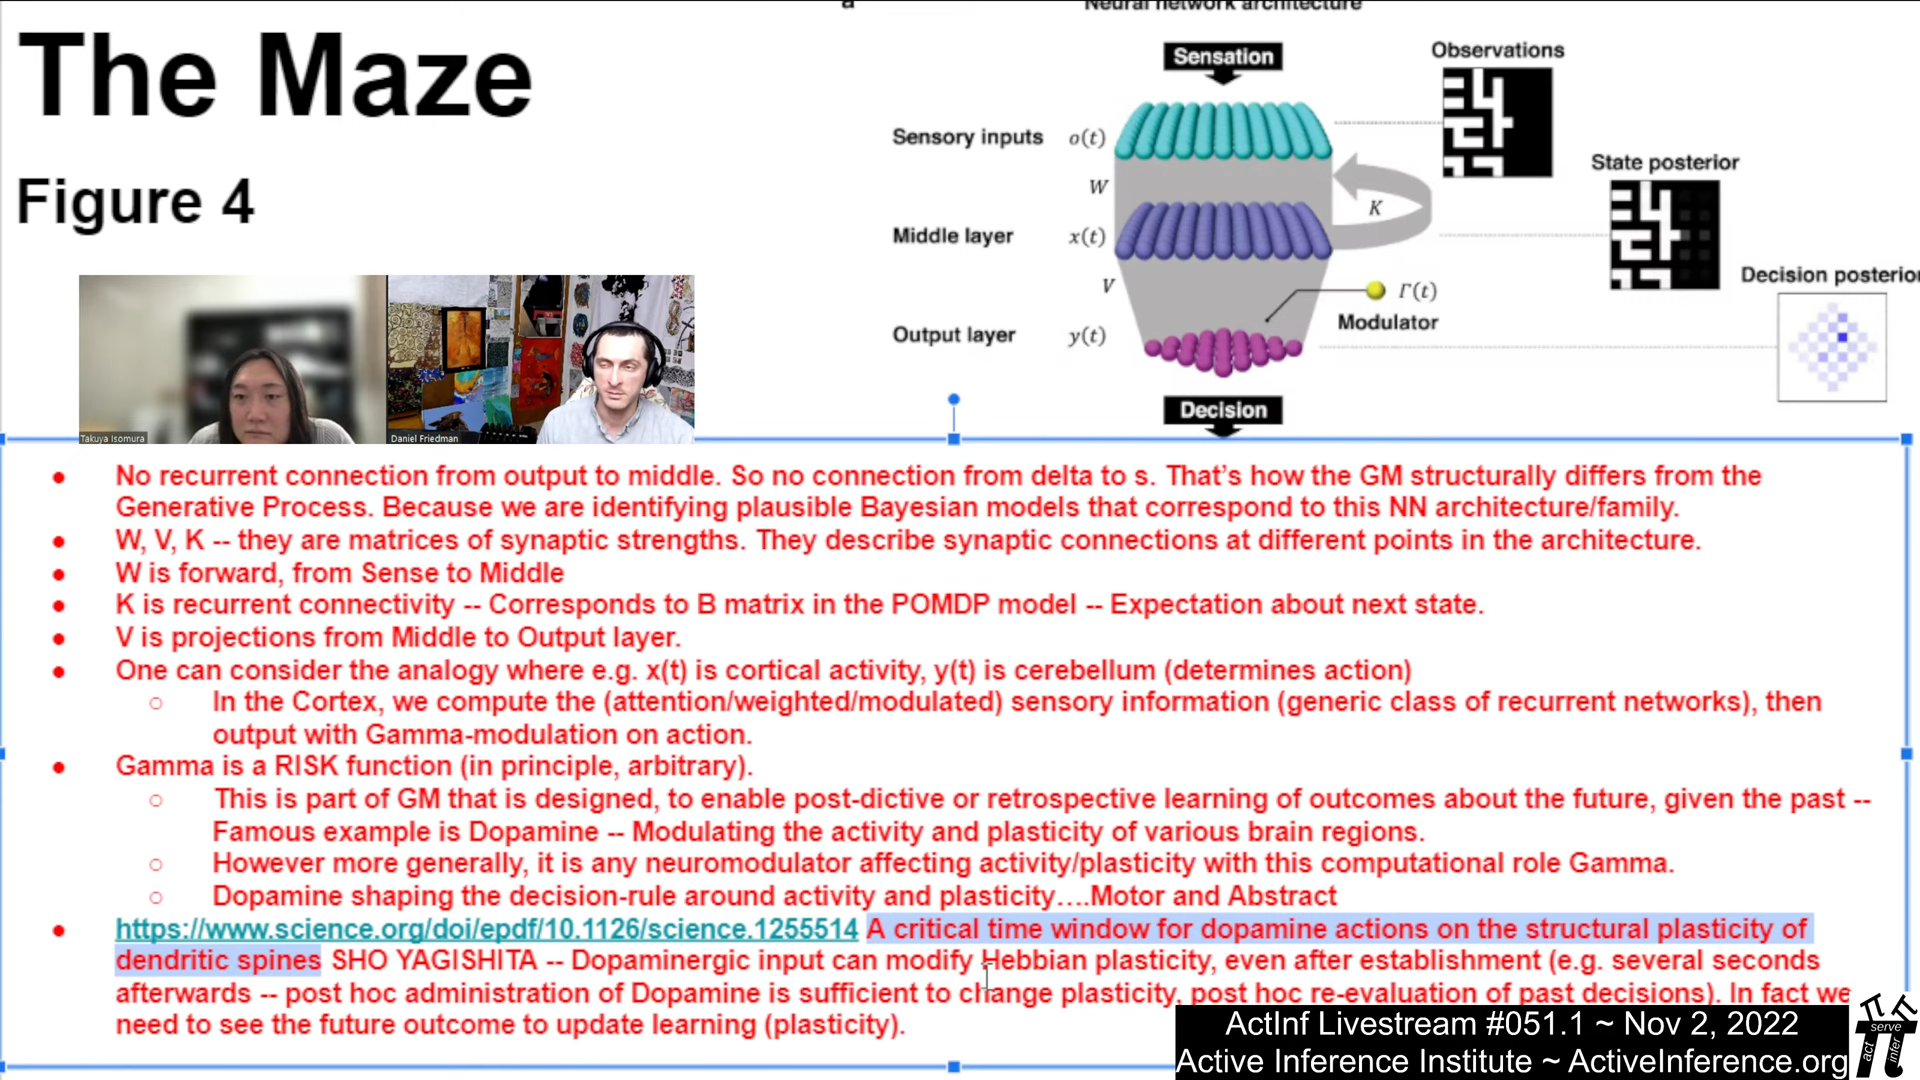 a
Neural network architecture
The Maze
Figure 4
Sensation
Observations
Sensory inputs o(t)
W
State posterior
K
Middle layer x(t)
V
Γ(t)
Modulator
Decision posterior
Output layer y(t)
Decision
Takuya Isomura
Daniel Friedman
● No recurrent connection from output to middle. So no connection from delta to s. That’s how the GM structurally differs from the
Generative Process. Because we are identifying plausible Bayesian models that correspond to this NN architecture/family.
● W, V, K -- they are matrices of synaptic strengths. They describe synaptic connections at different points in the architecture.
● W is forward, from Sense to Middle
● K is recurrent connectivity -- Corresponds to B matrix in the POMDP model -- Expectation about next state.
● V is projections from Middle to Output layer.
● One can consider the analogy where e.g. x(t) is cortical activity, y(t) is cerebellum (determines action)
○ In the Cortex, we compute the (attention/weighted/modulated) sensory information (generic class of recurrent networks), then
output with Gamma-modulation on action.
● Gamma is a RISK function (in principle, arbitrary).
○ This is part of GM that is designed, to enable post-dictive or retrospective learning of outcomes about the future, given the past --
Famous example is Dopamine -- Modulating the activity and plasticity of various brain regions.
○ However more generally, it is any neuromodulator affecting activity/plasticity with this computational role Gamma.
○ Dopamine shaping the decision-rule around activity and plasticity….Motor and Abstract
● https://www.science.org/doi/epdf/10.1126/science.1255514 A critical time window for dopamine actions on the structural plasticity of
dendritic spines SHO YAGISHITA -- Dopaminergic input can modify Hebbian plasticity, even after establishment (e.g. several seconds
afterwards -- post hoc administration of Dopamine is sufficient to change plasticity, post hoc re-evaluation of past decisions). In fact we
need to see the future outcome to update learning (plasticity).
ActInf Livestream #051.1 ~ Nov 2, 2022
Active Inference Institute ~ ActiveInference.org
serve
act
infer